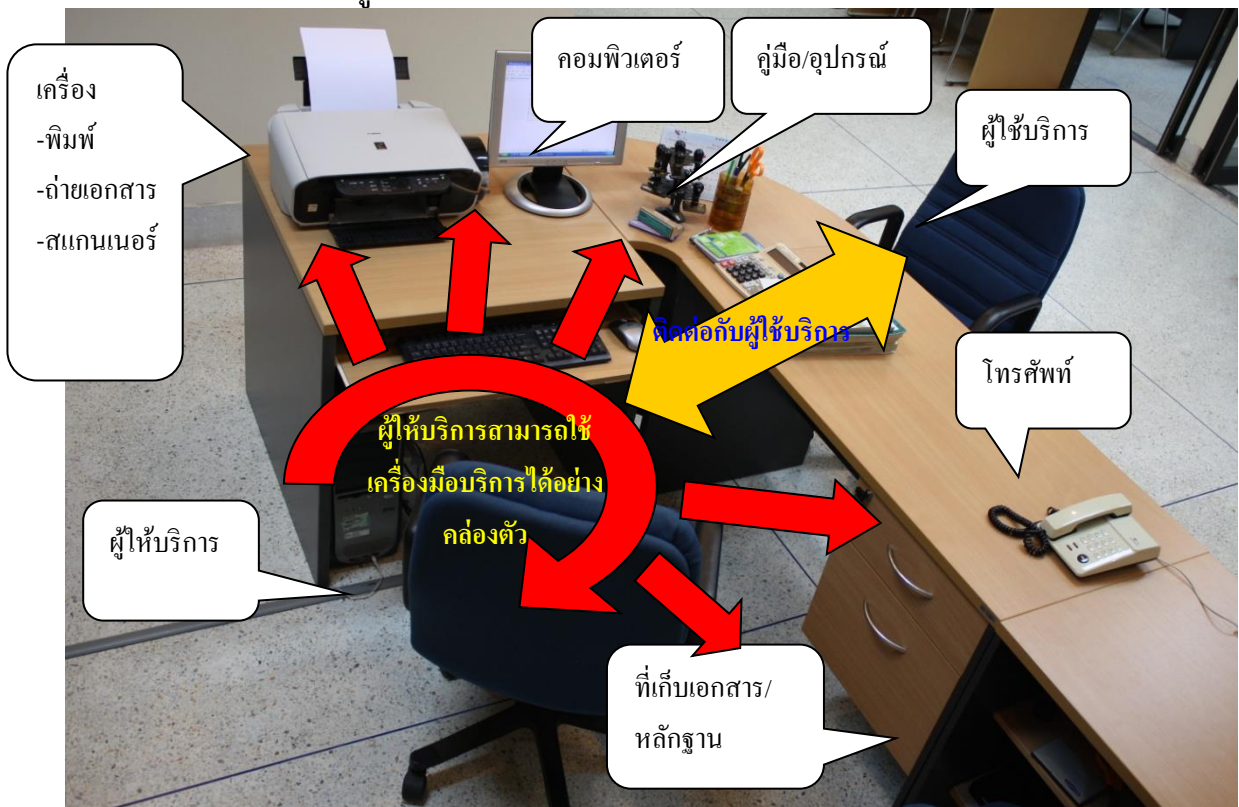 เครื่อง
-พิมพ์
-ถ่ายเอกสาร
-สแกนเนอร์
คอมพิวเตอร์
คู่มือ/อุปกรณ์
ผู้ใช้บริการ
ติดต่อกับผู้ใช้บริการ
โทรศัพท์
ผู้ให้บริการสามารถใช้
เครื่องมือบริการได้อย่าง
คล่องตัว
ผู้ให้บริการ
ที่เก็บเอกสาร/
หลักฐาน